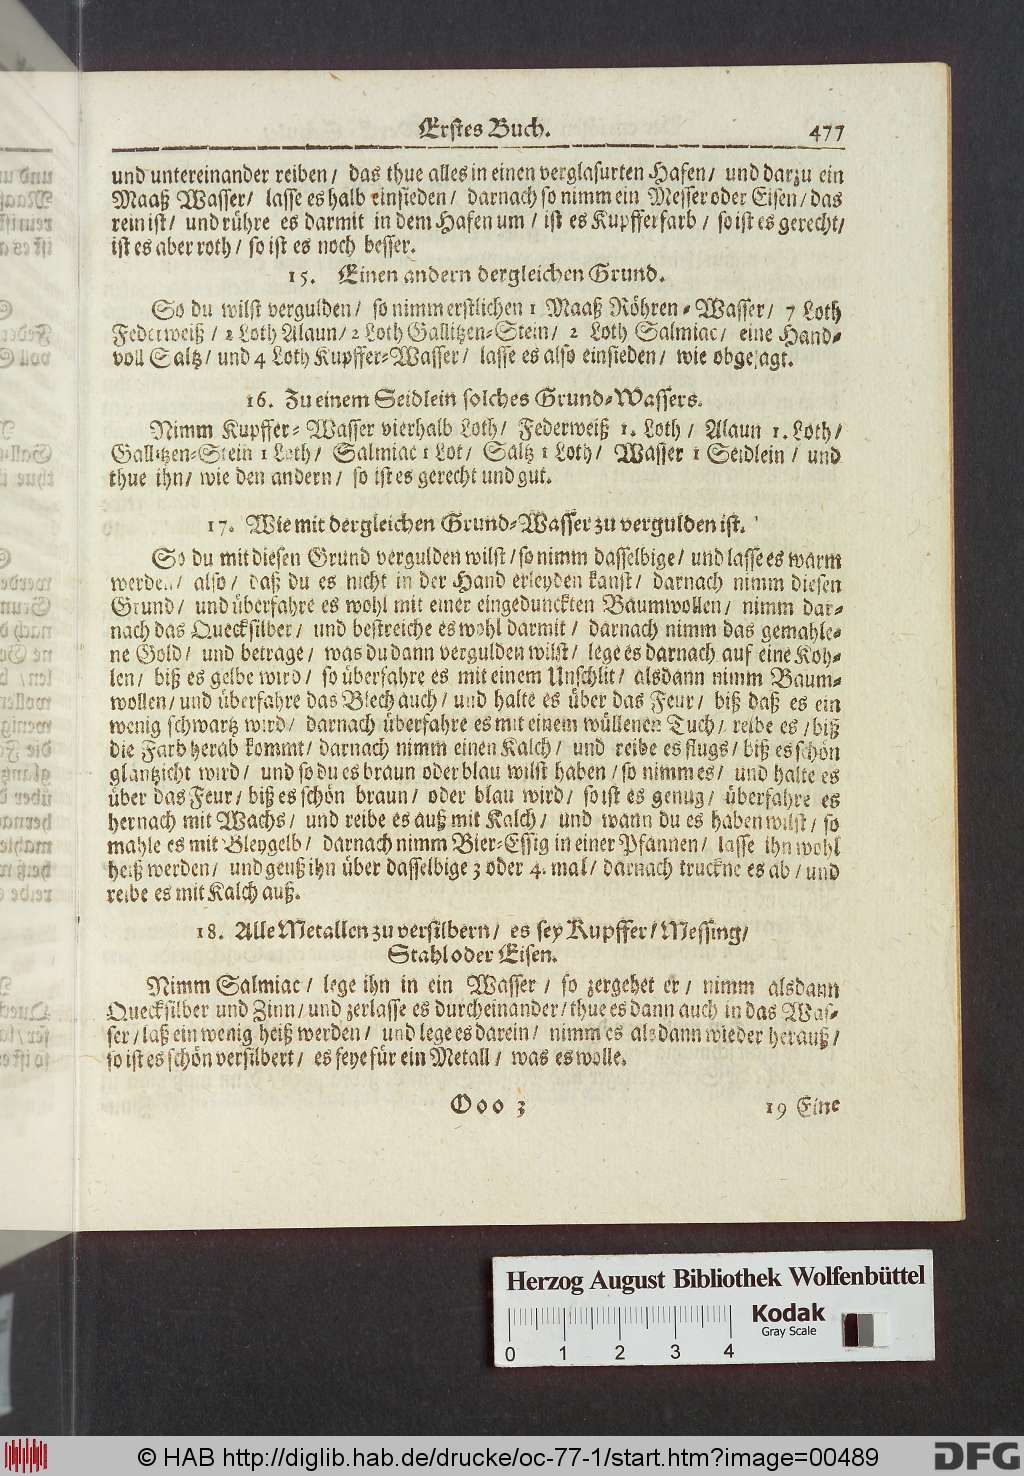 Erstes Buch. 477
und untereinander reiben / das thue alles in einen verglasurten Hafen / und darzu ein
Maaß Wasser / lasse es halb einsieden / darnach so nimm ein Messer oder Eisen / das
rein ist / und rühre es darmit in dem Hafen um / ist es Kupfferfarb / so ist es gerecht /
ist es aber roth / so ist es noch besser.
15. Einen andern dergleichen Grund.
So du wilst vergulden / so nimm erstlichen 1 Maaß Röhren-Wasser / 7 Loth
Federweiß / 2 Loth Alaun / 2 Loth Gallitzen-Stein / 2 Loth Salmiac / eine Hand-
voll Saltz / und 4 Loth Kupffer-Wasser / lasse es also einsieden / wie obgesagt.
16. Zu einem Seidlein solches Grund-Wassers.
Nimm Kupffer-Wasser vierhalb Loth / Federweiß 1. Loth / Alaun 1. Loth /
Gallitzen-Stein 1 Loth / Salmiac 1 Lot / Saltz 1 Loth / Wasser 1 Seidlein / und
thue ihn / wie den andern / so ist es gerecht und gut.
17. Wie mit dergleichen Grund-Wasser zu vergulden ist.
So du mit diesen Grund vergulden wilst / so nimm dasselbige / und lasse es warm
werden / also / daß du es nicht in der Hand erleyden kanst / darnach nimm diesen
Grund / und überfahre es wohl mit einer eingedunckten Baumwollen / nimm dar-
nach das Quecksilber / und bestreiche es wohl darmit / darnach nimm das gemahle-
ne Gold / und betrage / was du dann vergulden wilst / lege es darnach auf eine Koh-
len / biß es gelbe wird / so überfahre es mit einem Unschlit / alsdann nimm Baum-
wollen / und überfahre das Blech auch / und halte es über das Feur / biß daß es ein
wenig schwartz wird / darnach überfahre es mit einem wüllenen Tuch / reibe es / biß
die Farb herab kommt / darnach nimm einen Kalch / und reibe es flugs / biß es schön
glantzicht wird / und so du es braun oder blau wilst haben / so nimm es / und halte es
über das Feur / biß es schön braun / oder blau wird / so ist es genug / überfahre es
hernach mit Wachs / und reibe es auß mit Kalch / und wann du es haben wilst / so
mahle es mit Bleygelb / darnach nimm Bier-Essig in einer Pfannen / lasse ihn wohl
heiß werden / und geuß ihn über dasselbige 3 oder 4. mal / darnach truckne es ab / und
reibe es mit Kalch auß.
18. Alle Metallen zu versilbern / es sey Kupffer / Messing /
Stahl oder Eisen.
Nimm Salmiac / lege ihn in ein Wasser / so zergehet er / nimm alsdann
Quecksilber und Zinn / und zerlasse es durcheinander / thue es dann auch in das Was-
ser / laß ein wenig heiß werden / und lege es darein / nimm es alsdann wieder herauß /
so ist es schön versilbert / es seye für ein Metall / was es wolle.
Ooo 3 19 Eine
Herzog August Bibliothek Wolfenbüttel
Kodak
Gray Scale
0 1 2 3 4
© HAB http://diglib.hab.de/drucke/oc-77-1/start.htm?image=00489
DFG